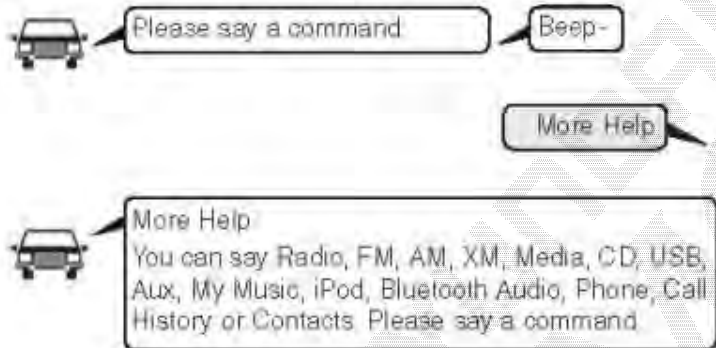 Please say a command
Beep-
More Help
More Help
You can say Radio, FM, AM, XM, Media, CD, USB,
Aux, My Music, iPod, Bluetooth Audio, Phone, Call
History or Contacts. Please say a command